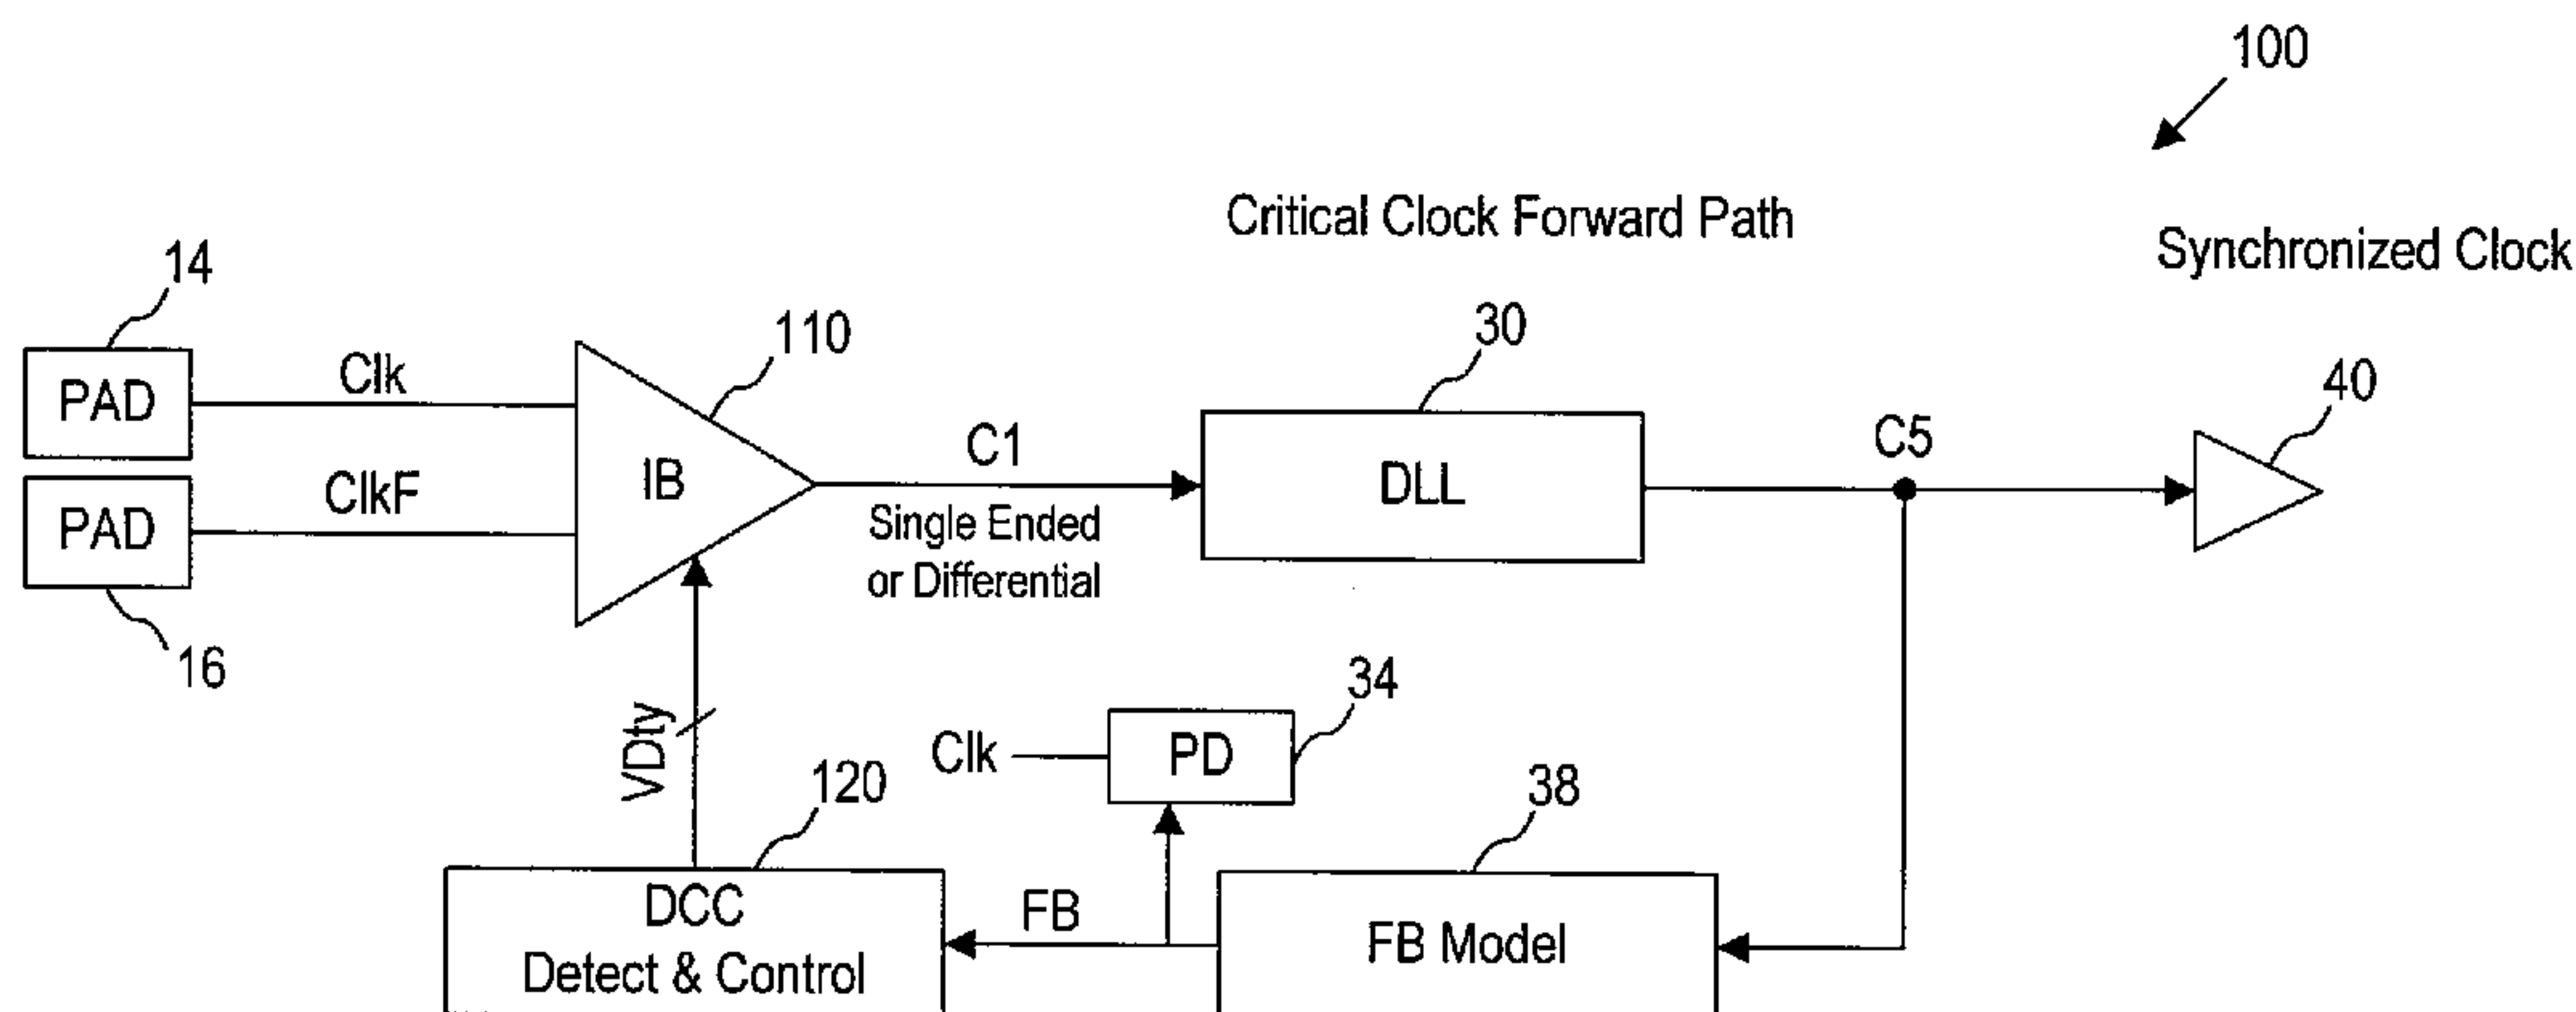 100
Critical Clock Forward Path
Synchronized Clock
14
PAD
Clk
110
IB
C1
Single Ended
or Differential
30
DLL
C5
40
PAD
ClkF
16
VDty
120
Clk
PD
34
38
DCC
Detect & Control
FB
FB Model